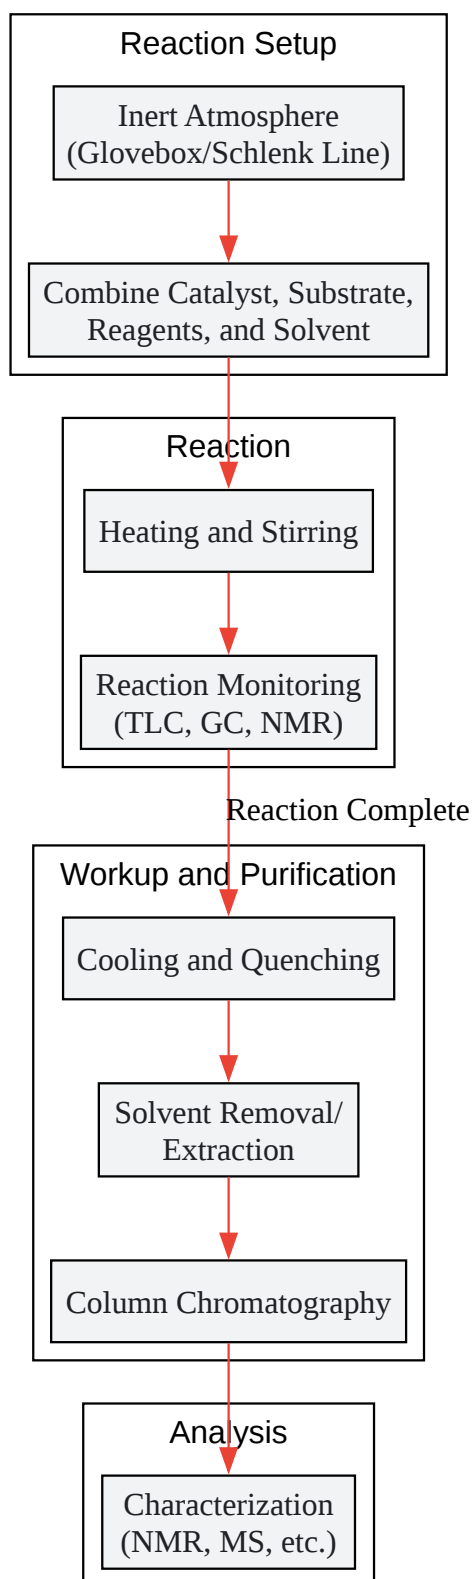 Reaction Setup
Inert Atmosphere
(Glovebox/Schlenk Line)
Combine Catalyst, Substrate,
Reagents, and Solvent
Reaction
Heating and Stirring
Reaction Monitoring
(TLC, GC, NMR)
Reaction Complete
Workup and Purification
Cooling and Quenching
Solvent Removal/
Extraction
Column Chromatography
Analysis
Characterization
(NMR, MS, etc.)